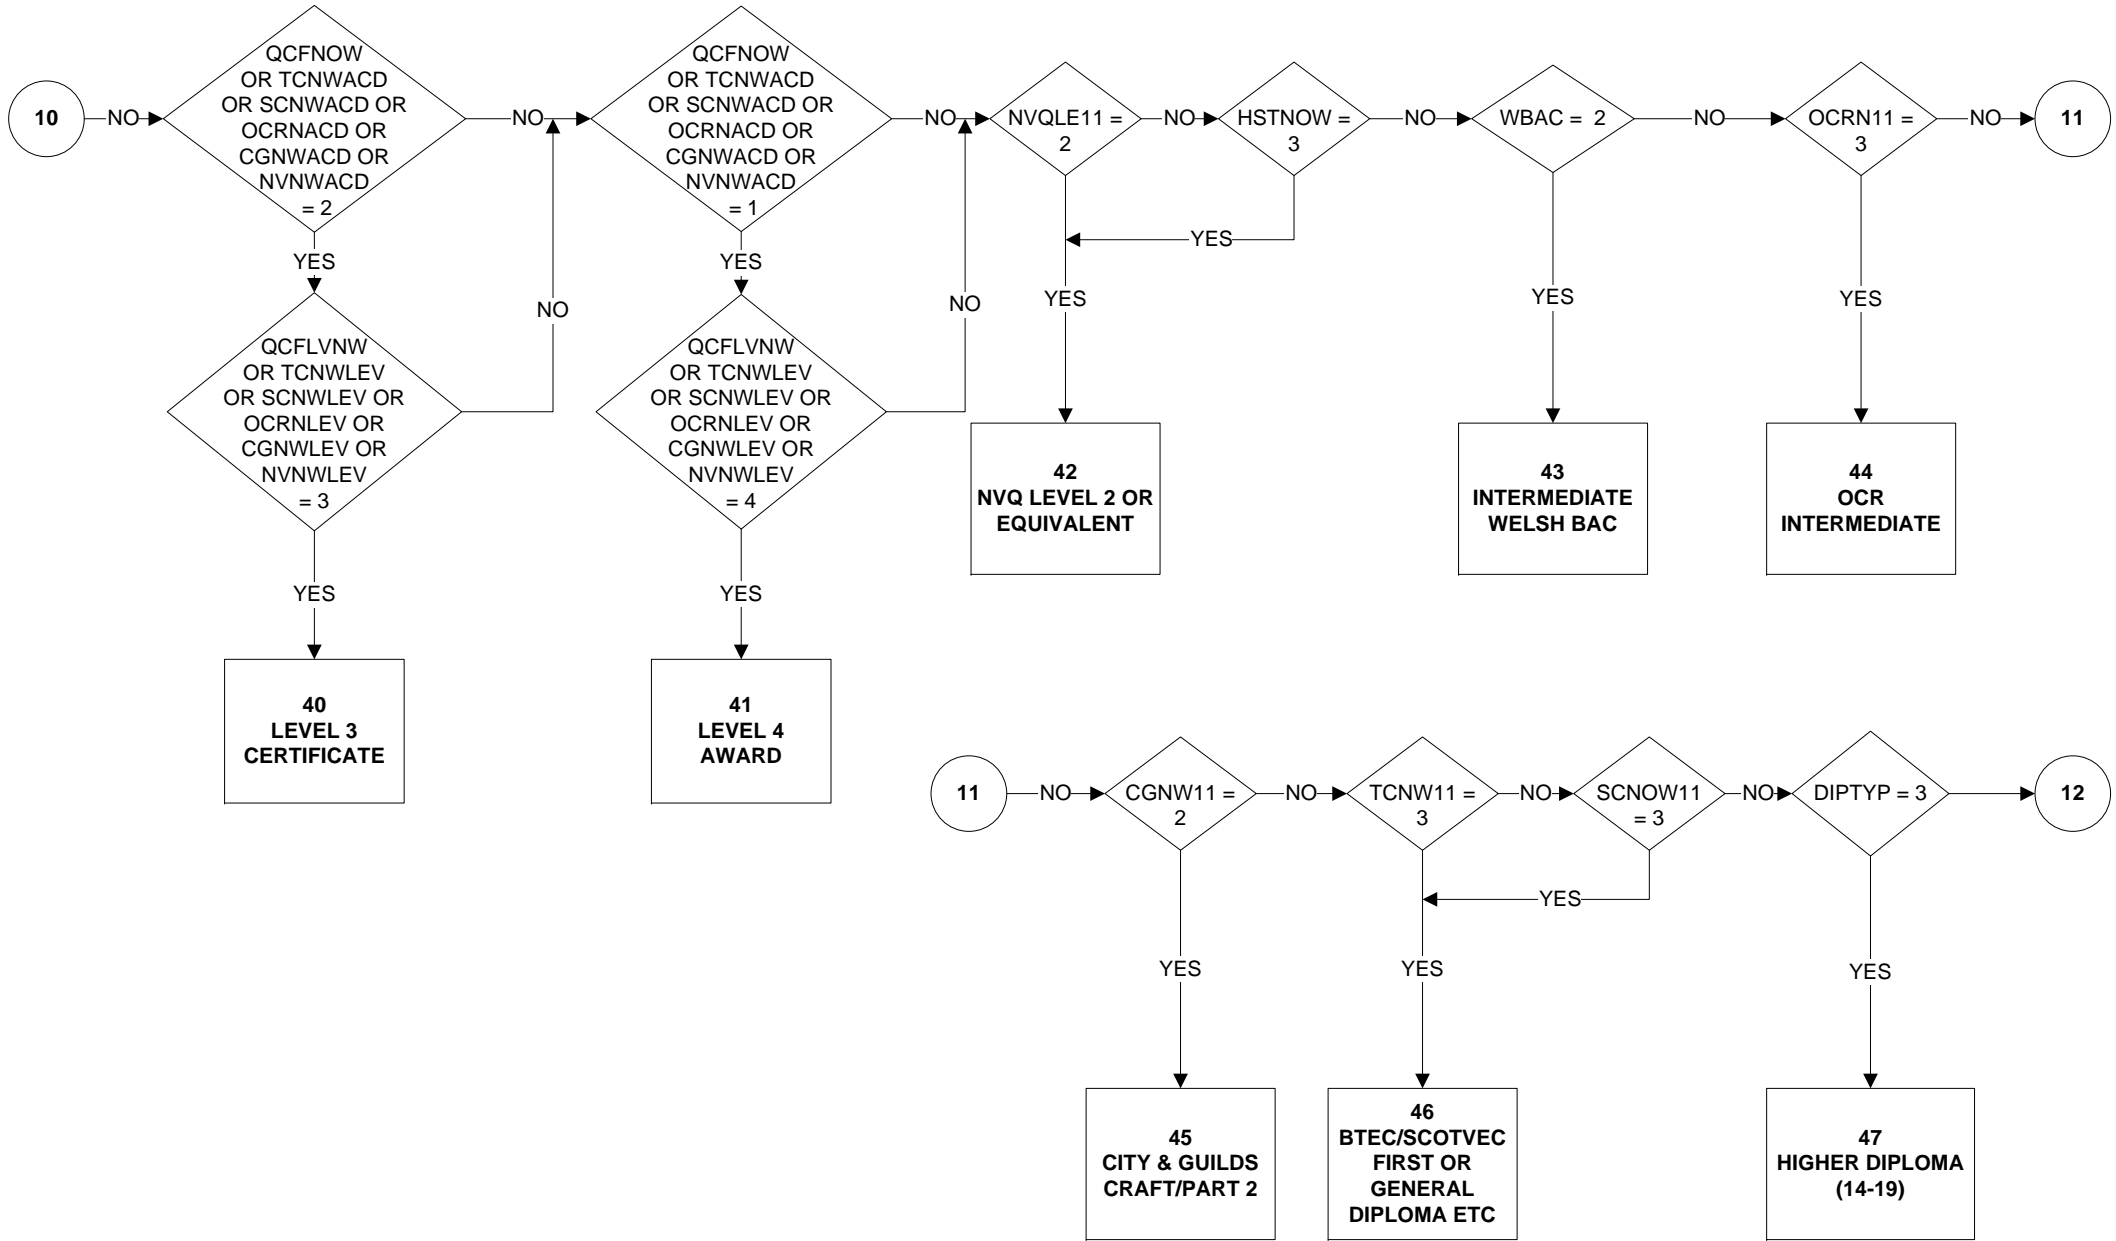 10
NO
QCFNOW
OR TCNWACD
OR SCNWACD OR
OCRNACD OR
CGNWACD OR
NVNWACD
= 2
NO
QCFNOW
OR TCNWACD
OR SCNWACD OR
OCRNACD OR
CGNWACD OR
NVNWACD
= 1
NO
NVQLE11 =
2
NO
HSTNOW =
3
NO
WBAC = 2
NO
OCRN11 =
3
NO
11
YES
YES
YES
YES
YES
YES
NO
NO
QCFLVNW
OR TCNWLEV
OR SCNWLEV OR
OCRNLEV OR
CGNWLEV OR
NVNWLEV
= 3
QCFLVNW
OR TCNWLEV
OR SCNWLEV OR
OCRNLEV OR
CGNWLEV OR
NVNWLEV
= 4
42
NVQ LEVEL 2 OR
EQUIVALENT
43
INTERMEDIATE
WELSH BAC
44
OCR
INTERMEDIATE
YES
YES
40
LEVEL 3
CERTIFICATE
41
LEVEL 4
AWARD
11
NO
CGNW11 =
2
NO
TCNW11 =
3
NO
SCNOW11
= 3
NO
DIPTYP = 3
12
YES
YES
YES
YES
45
CITY & GUILDS
CRAFT/PART 2
46
BTEC/SCOTVEC
FIRST OR
GENERAL
DIPLOMA ETC
47
HIGHER DIPLOMA
(14-19)